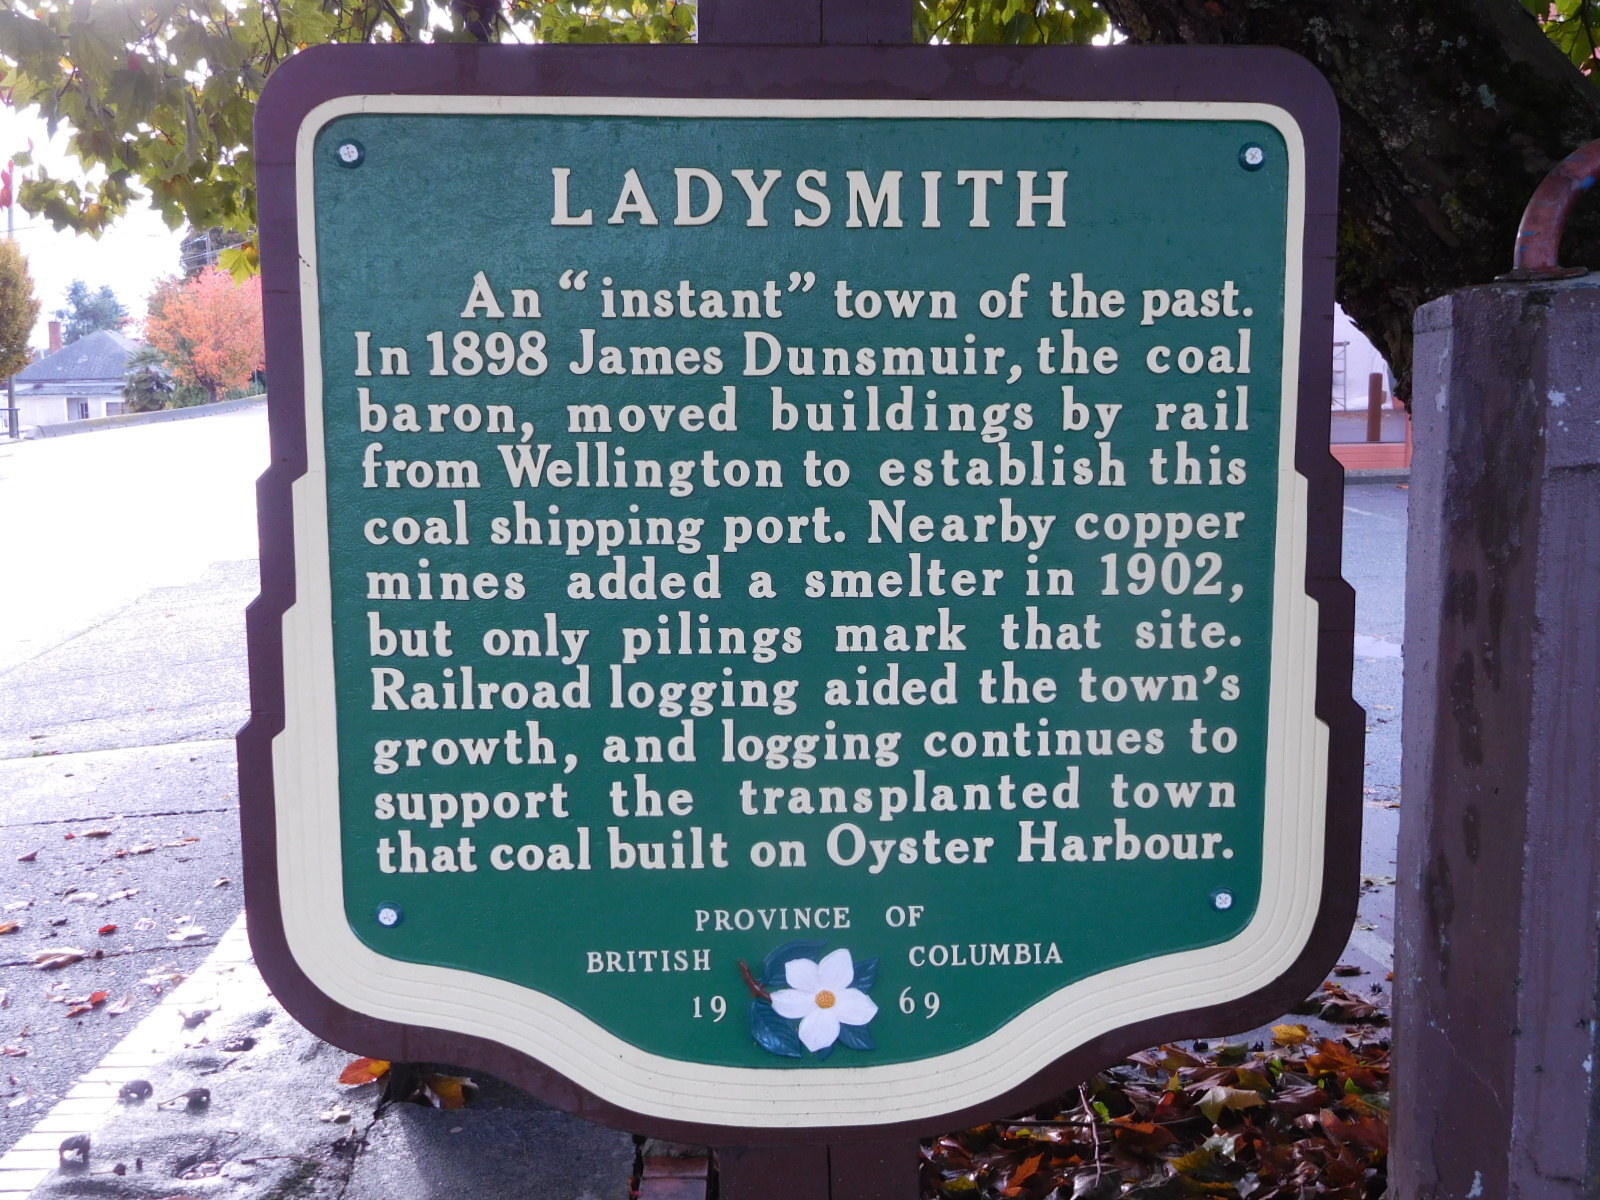 LADYSMITH
An “instant” town of the past.
In 1898 James Dunsmuir, the coal
baron, moved buildings by rail
from Wellington to establish this
coal shipping port. Nearby copper
mines added a smelter in 1902,
but only pilings mark that site.
Railroad logging aided the town’s
growth, and logging continues to
support the transplanted town
that coal built on Oyster Harbour.
PROVINCE OF
BRITISH COLUMBIA
19 69